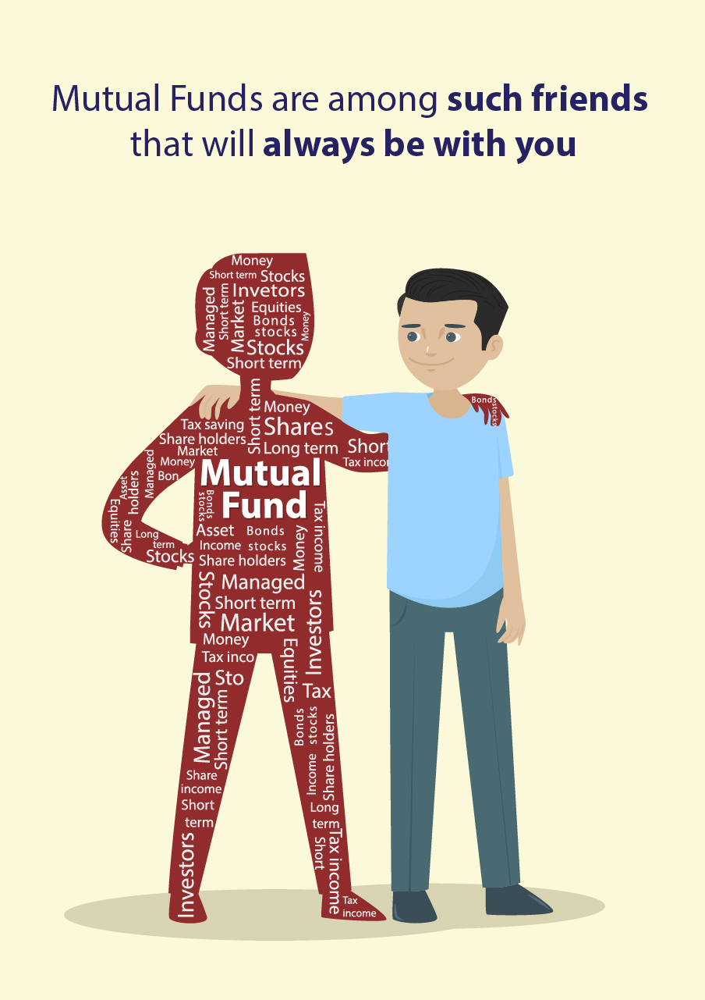 Mutual Funds are among such friends
that will always be with you
Money
Short term Stocks
Invetors
Managed
Short term
Market
Equities
Bonds
stocks
Money
Stocks
Short term
Short term
Money
Tax saving
Shares
Share holders
Market
Long term
Short
Tax incor
Bonds
stocks
Money
Bon
Managed
Asset
Share holders
Equities
Long
term
Stocks
Mutual
Fund
Bonds
stocks
Tax income
Asset
Bonds
Income
stocks
Share holders
Money
Stocks
Managed
Short term
Market
Investors
Money
Tax inco
Equities
Sto
Managed
Short term
Tax
Bonds
stocks
Share holders
Income
Share
income
Short
term
Long
term
Investors
Short
Tax income
Tax
income